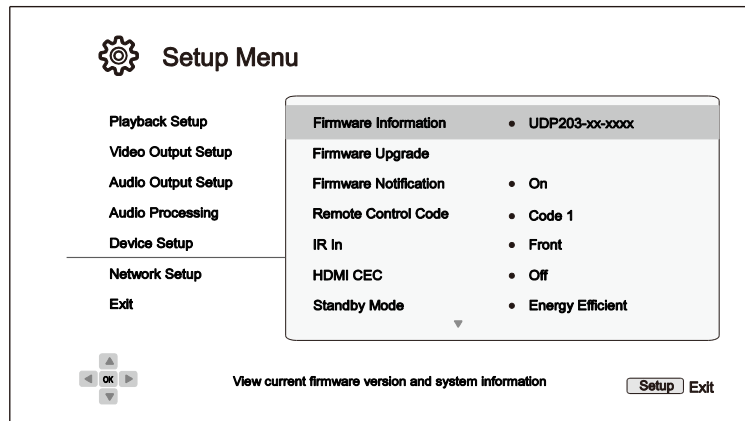 Setup Menu
Playback Setup
Video Output Setup
Audio Output Setup
Audio Processing
Device Setup
Network Setup
Exit
Firmware Information • UDP203-xx-xxxx
Firmware Upgrade
Firmware Notification • On
Remote Control Code • Code 1
IR In • Front
HDMI CEC • Off
Standby Mode • Energy Efficient
OK
View current firmware version and system information
Setup Exit